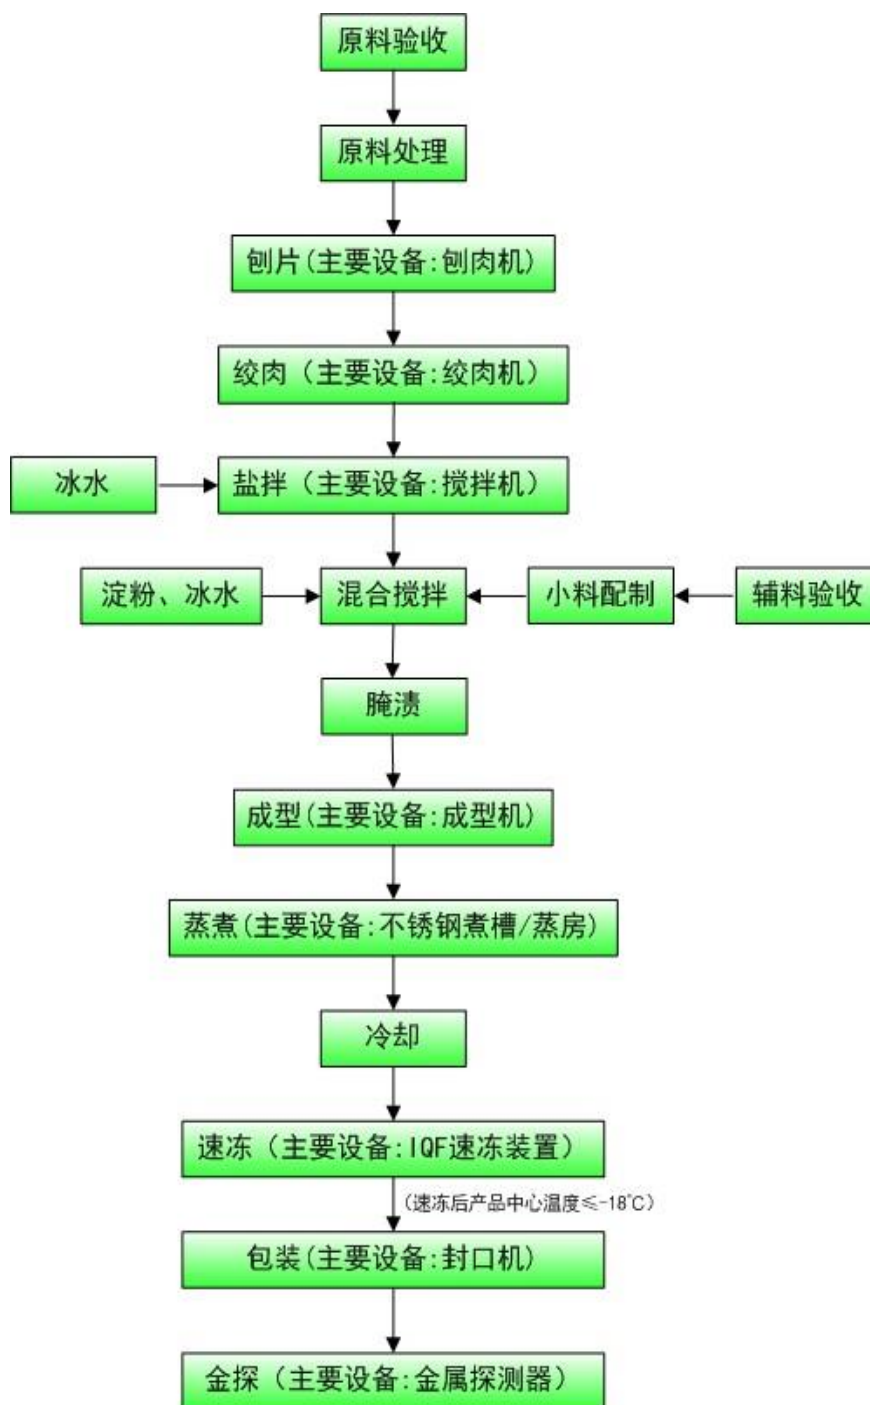 原料验收
原料处理
刨片(主要设备:刨肉机)
绞肉（主要设备:绞肉机）
冰水
盐拌（主要设备:搅拌机）
淀粉、冰水
混合搅拌
小料配制
辅料验收
腌渍
成型(主要设备:成型机)
蒸煮(主要设备:不锈钢煮槽/蒸房)
冷却
速冻（主要设备:IQF速冻装置）
（速冻后产品中心温度≤-18℃）
包装(主要设备:封口机)
金探（主要设备:金属探测器）